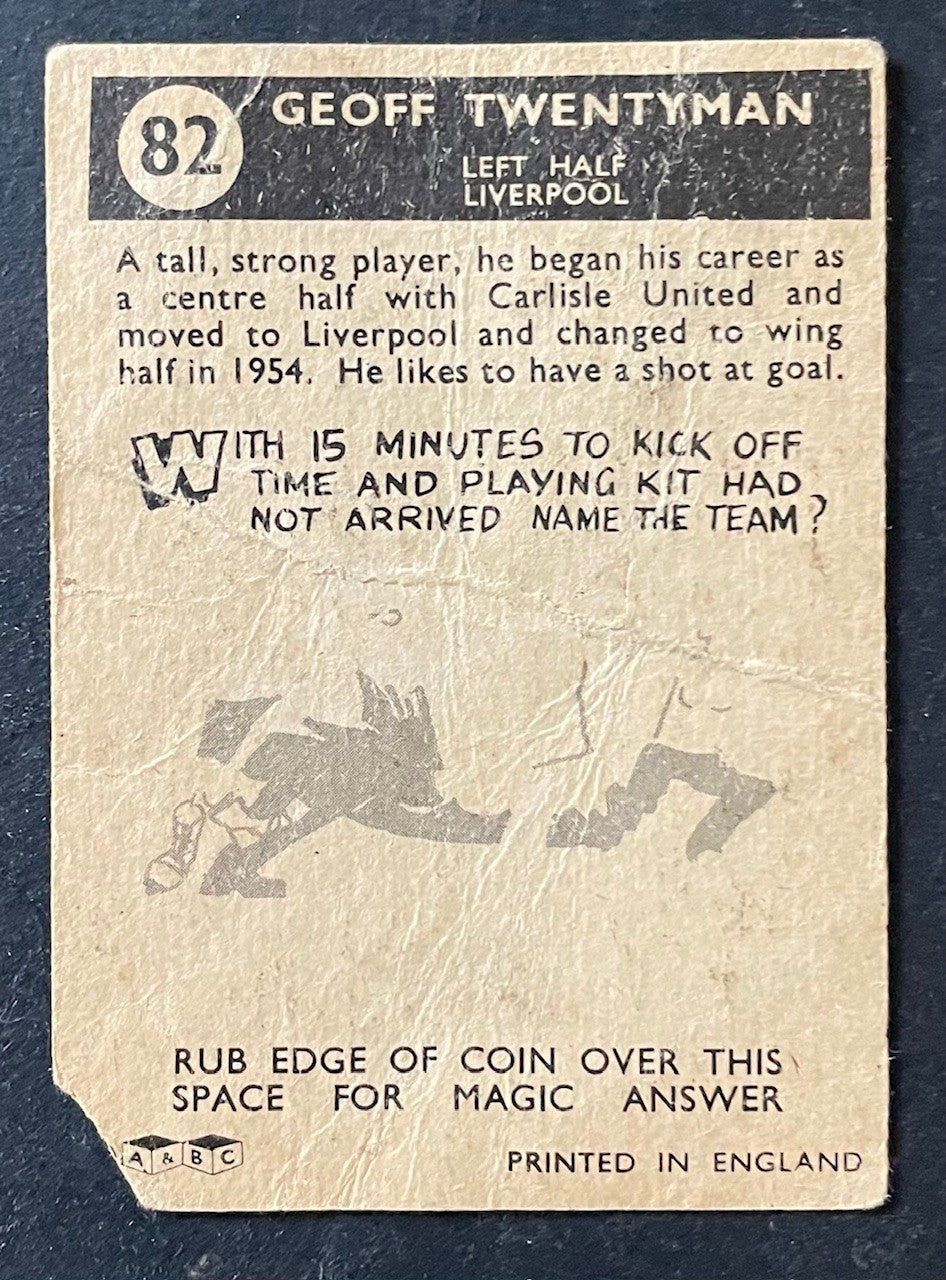 82
GEOFF TWENTYMAN
LEFT HALF
LIVERPOOL
A tall, strong player, he began his career as
a centre half with Carlisle United and
moved to Liverpool and changed to wing
half in 1954. He likes to have a shot at goal.
WITH 15 MINUTES TO KICK OFF
TIME AND PLAYING KIT HAD
NOT ARRIVED NAME THE TEAM?
RUB EDGE OF COIN OVER THIS
SPACE FOR MAGIC ANSWER
A & B C
PRINTED IN ENGLAND